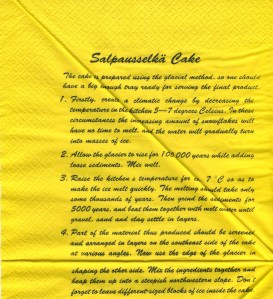 Salpausselkä Cake
The cake is prepared using the glacial method, so one should
have a big enough tray ready for serving the final product.
1. Firstly, create a climatic change by decreasing the
temperature in the kitchen 5—7 degrees Celsius. In these
circumstances the increasing amount of snowflakes will
have no time to melt, and the water will gradually turn
into masses of ice.
2. Allow the glacier to rise for 100 000 years while adding
loose sediments. Mix well.
3. Raise the kitchen's temperature for c. 7 °C so as to
make the ice melt quickly. The melting should take only
some thousands of years. Then grind the sediments for
5000 years, and beat them together with melt water until
gravel, sand and clay settle in layers.
4. Part of the material thus produced should be screened
and arranged in layers on the southeast side of the cake
at various angles. Now use the edge of the glacier in
shaping the other side. Mix the ingredients together and
heap them up into a steepish northwestern slope. Don't
forget to leave different-sized blocks of ice inside the cake